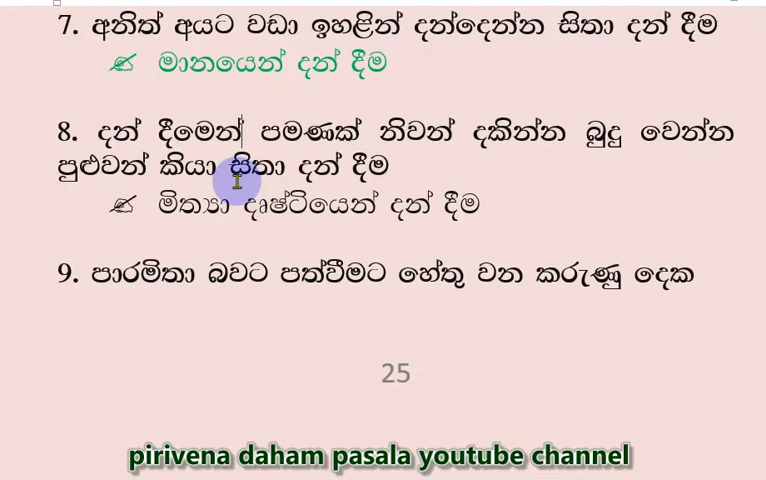 7. අනිත් අයට වඩා ඉහළින් දන්දෙන්න සිතා දන් දීම
මානයෙන් දන් දීම
8. දන් දීමෙන් පමණක් නිවන් දකින්න බුදු වෙන්න
පුළුවන් කියා සිතා දන් දීම
මිත්‍යා දෘෂ්ටියෙන් දන් දීම
9. පාරමිතා බවට පත්වීමට හේතු වන කරුණු දෙක
25
pirivena daham pasala youtube channel